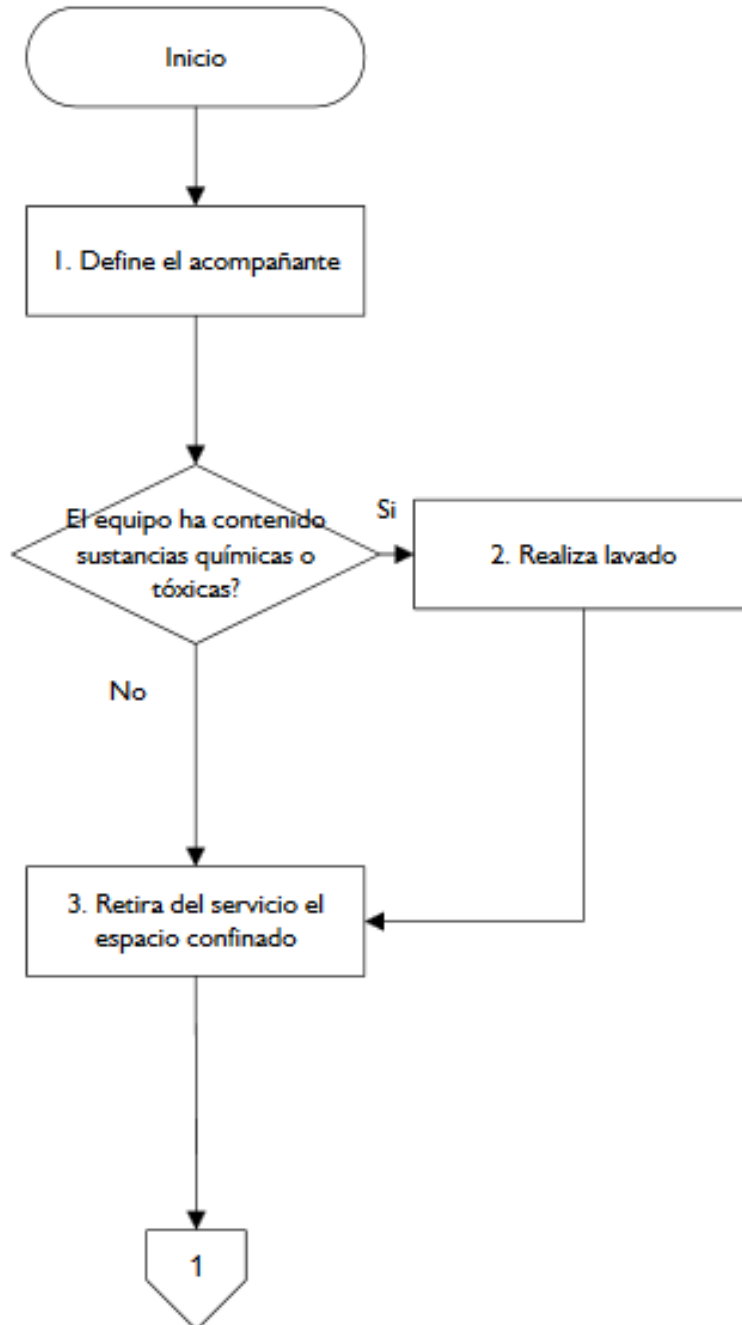 Inicio
1. Define el acompañante
El equipo ha contenido
sustancias químicas o
tóxicas?
Si
2. Realiza lavado
No
3. Retira del servicio el
espacio confinado
1